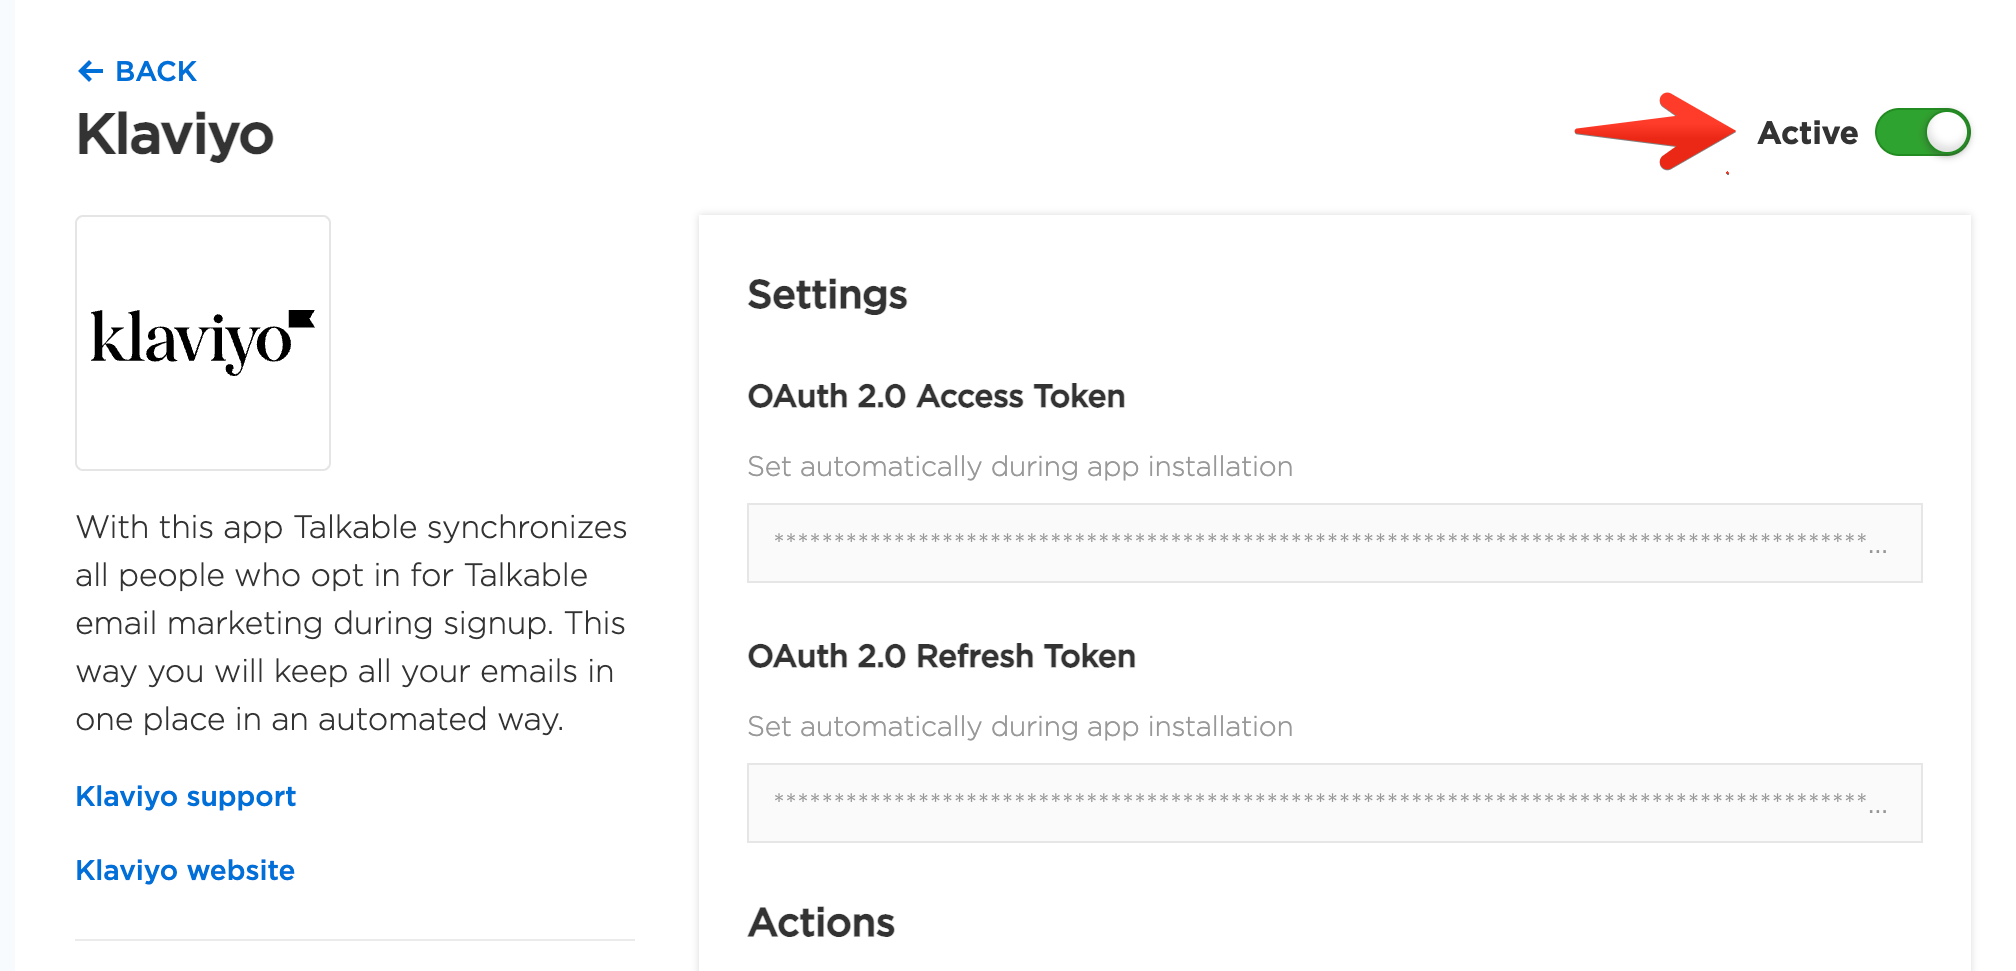 ← BACK
Klaviyo
Active
klaviyo
With this app Talkable synchronizes
all people who opt in for Talkable
email marketing during signup. This
way you will keep all your emails in
one place in an automated way.
Klaviyo support
Klaviyo website
Settings
OAuth 2.0 Access Token
Set automatically during app installation
*******************************************************************************************...
OAuth 2.0 Refresh Token
Set automatically during app installation
*******************************************************************************************...
Actions